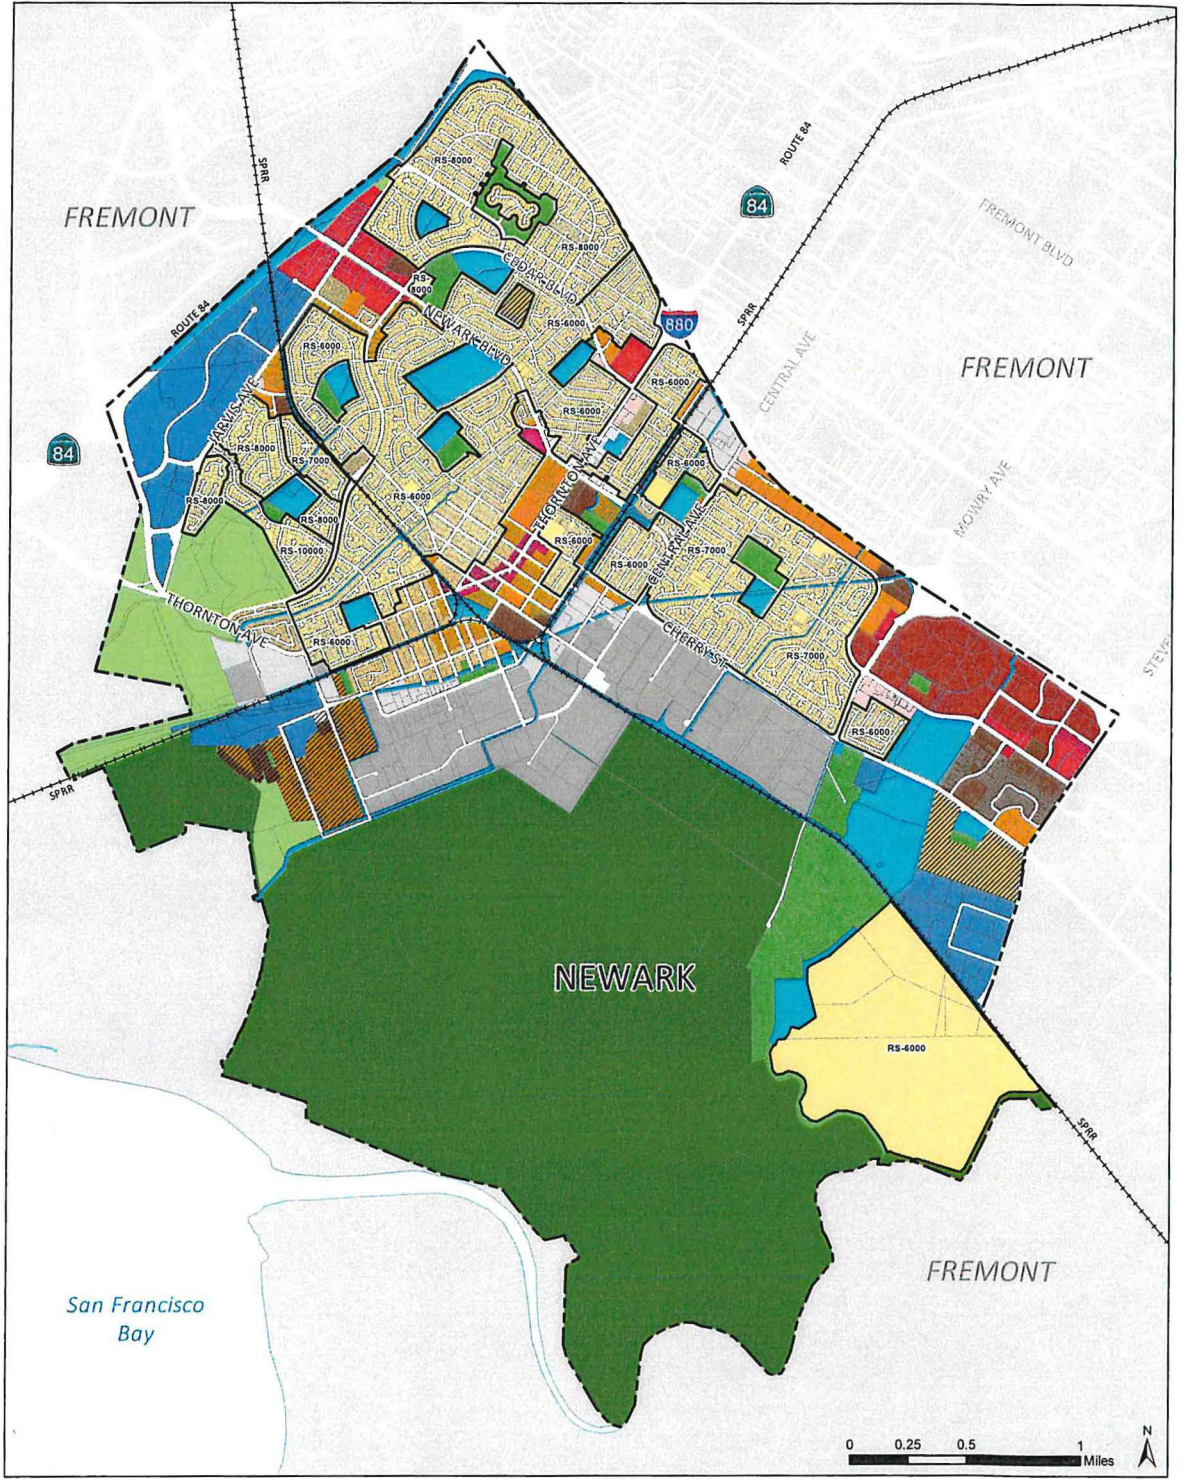 SPRR
ROUTE 84
84
FREMONT
FREMONT BLVD
RS-8000
RS-8000
CEDAR BLVD
RS-
8000
ROUTE 84
NEWARK BLVD
RS-6000
880
SPRR
RS-6000
CENTRAL AVE
FREMONT
RS-6000
JARVIS AVE
RS-6000
84
RS-8000
RS-7000
THORNTON AVE
RS-6000
MOWRY AVE
RS-8000
RS-6000
RS-8000
RS-6000
CENTRAL AVE
RS-7000
RS-10000
RS-6000
THORNTON AVE
RS-6000
CHERRY ST
RS-7000
RS-6000
SPRR
NEWARK
RS-6000
SPRR
FREMONT
San Francisco
Bay
0 0.25 0.5 1
Miles
N